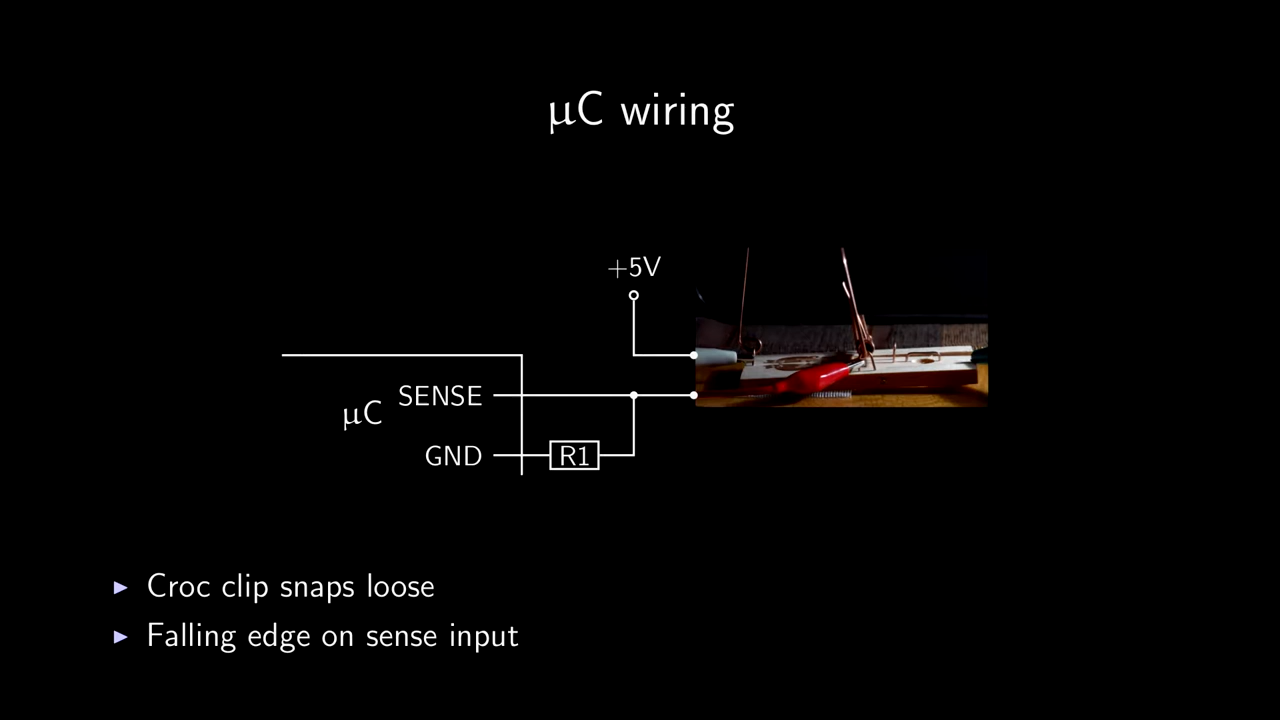 µC wiring
+5V
SENSE
µC
GND
R1
▶ Croc clip snaps loose
▶ Falling edge on sense input